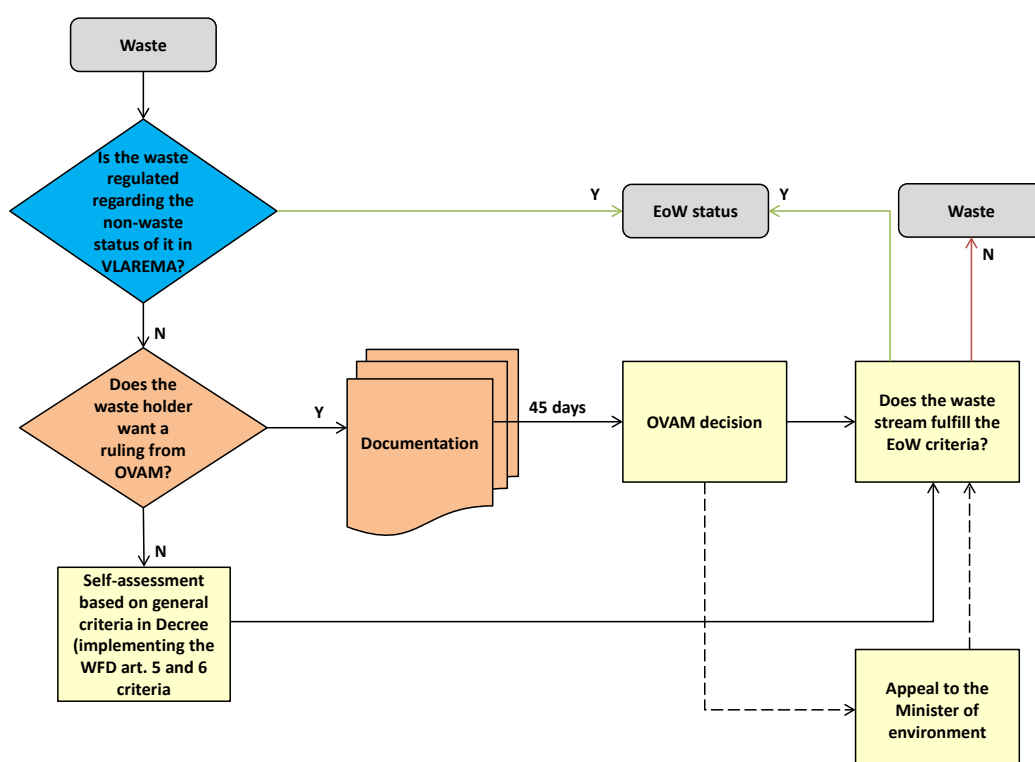 Waste
Is the waste
regulated
regarding the
non-waste
status of it in
VLAREMA?
Y
EoW status
Y
Waste
N
N
Does the
waste holder
want a
ruling from
OVAM?
Y
Documentation
45 days
OVAM decision
Does the waste
stream fulfill the
EoW criteria?
N
Self-assessment
based on general
criteria in Decree
(implementing the
WFD art. 5 and 6
criteria
Appeal to the
Minister of
environment